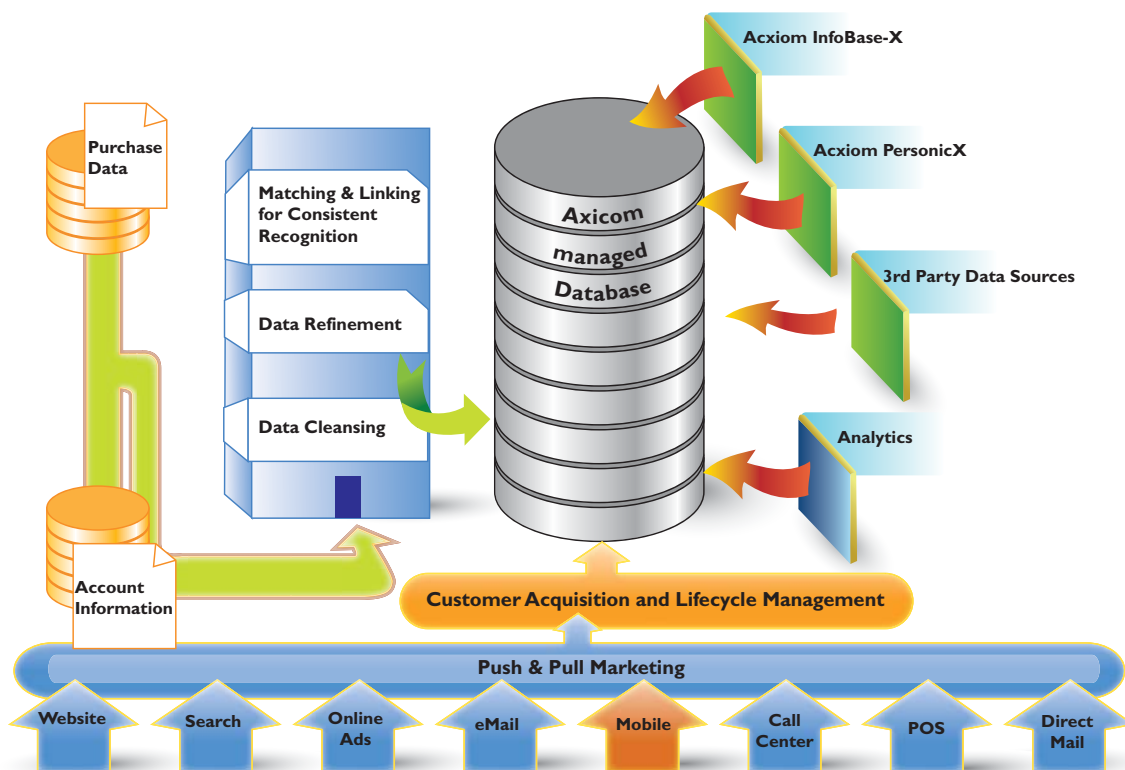 Acxiom InfoBase-X
Purchase
Data
Acxiom PersonicX
Matching & Linking
for Consistent
Recognition
Axicom
managed
Database
3rd Party Data Sources
Data Refinement
Data Cleansing
Analytics
Account
Information
Customer Acquisition and Lifecycle Management
Push & Pull Marketing
Website
Search
Online
Ads
eMail
Mobile
Call
Center
POS
Direct
Mail